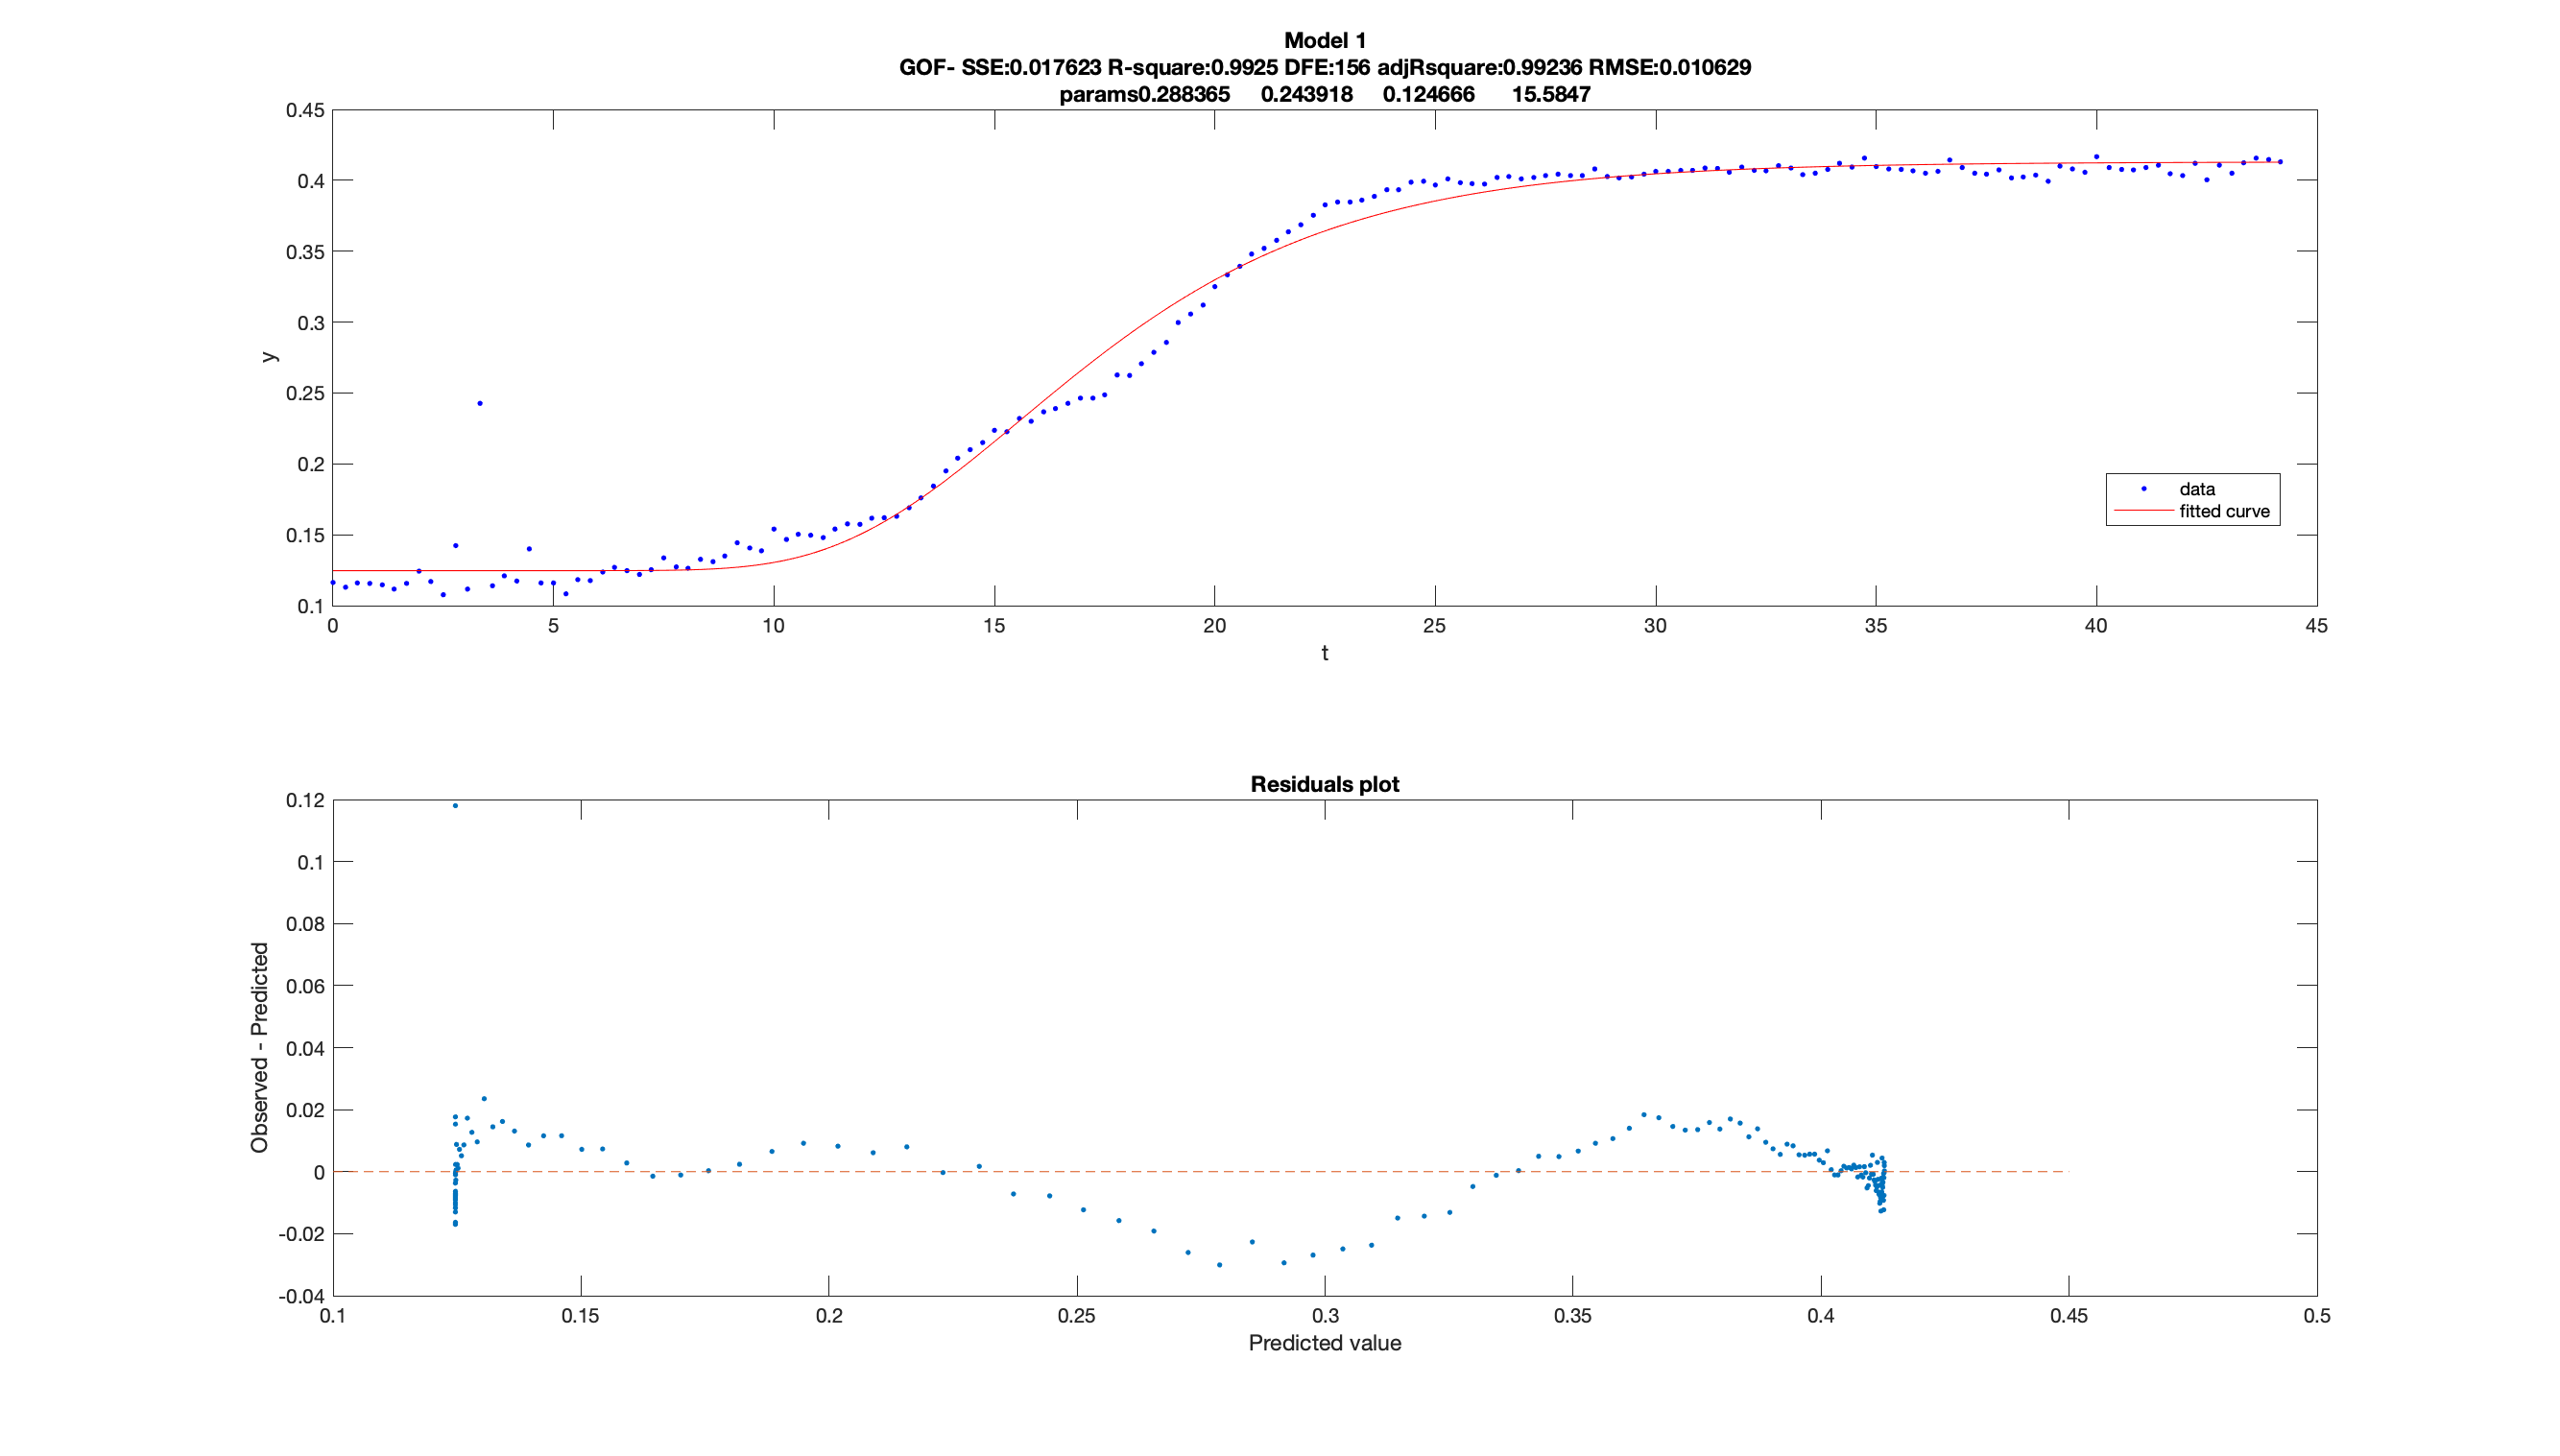 Model 1
GOF- SSE:0.017623 R-square:0.9925 DFE:156 adjRsquare:0.99236 RMSE:0.010629
params0.288365 0.243918 0.124666 15.5847
0.45
0.4
0.35
0.3
0.25
0.2
0.15
0.1
y
data
fitted curve
0 5 10 15 20 25 30 35 40 45
t
Residuals plot
0.12
0.1
0.08
0.06
0.04
0.02
0
-0.02
-0.04
Observed - Predicted
0.1 0.15 0.2 0.25 0.3 0.35 0.4 0.45 0.5
Predicted value